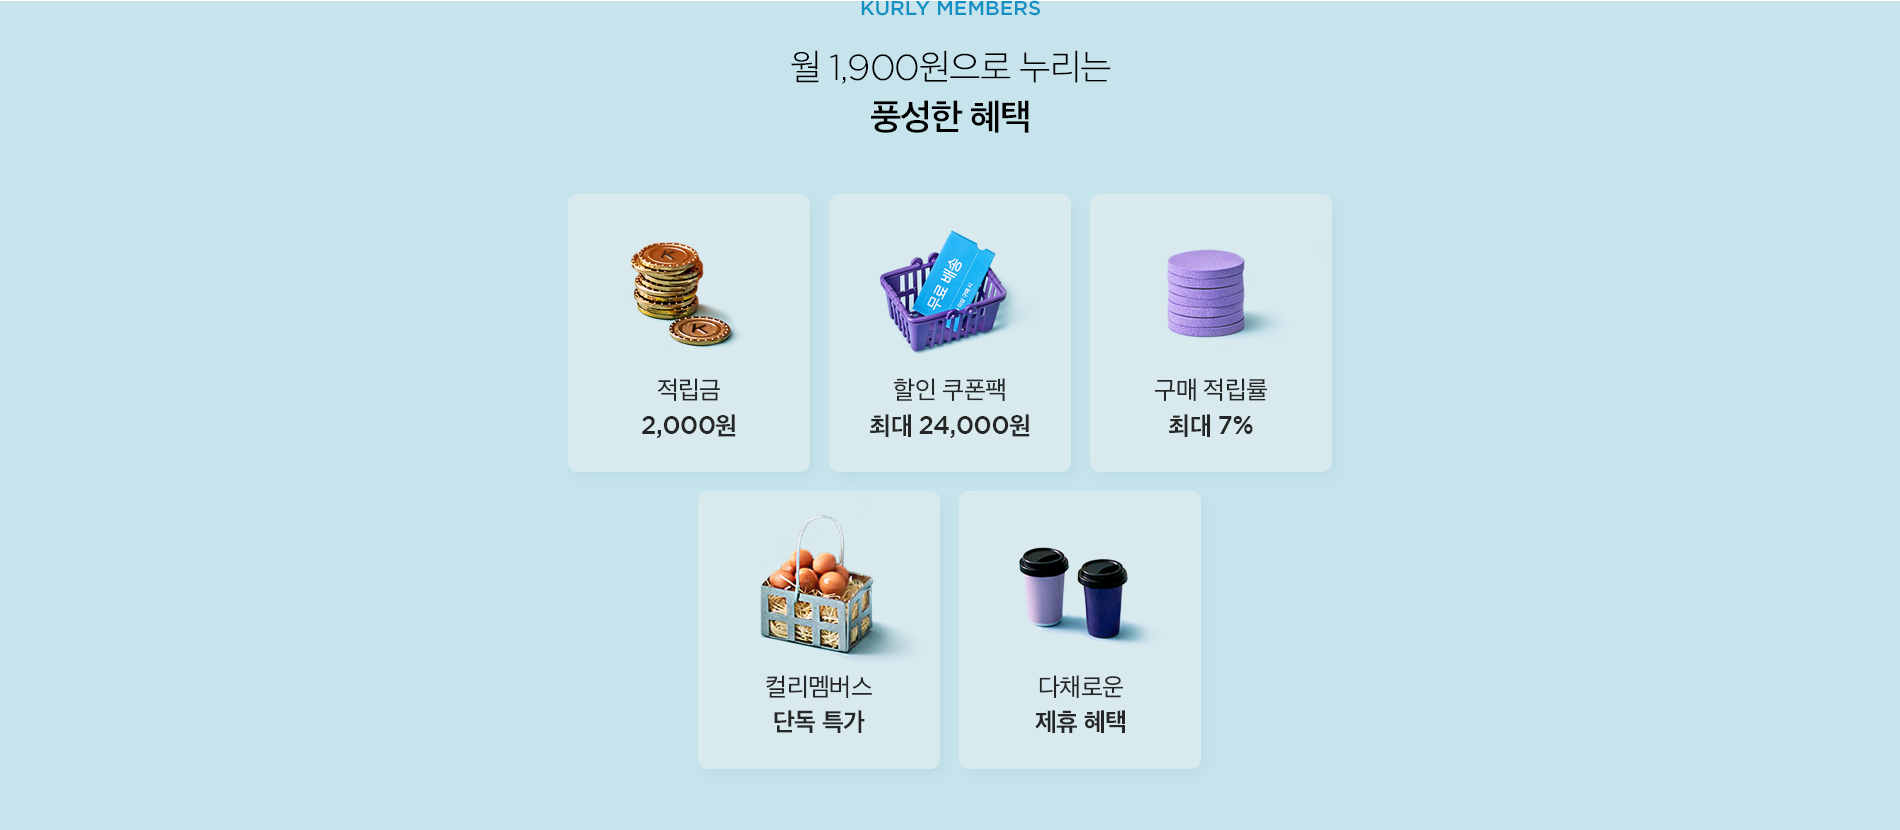 KURLY MEMBERS
월 1,900원으로 누리는
풍성한 혜택
K
K
무료 배송
적립금
2,000원
할인 쿠폰팩
최대 24,000원
구매 적립률
최대 7%
컬리멤버스
단독 특가
다채로운
제휴 혜택